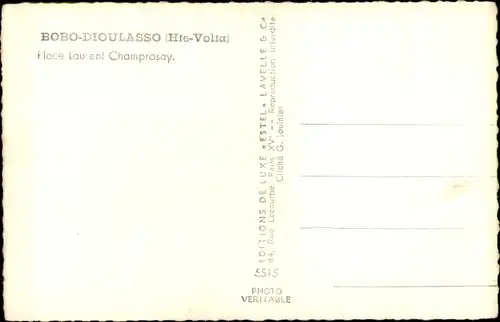 BOBO-DIOULASSO (Hte-Volta)
Place Laurent Champrosay.
EDITIONS DE LUXE «ESTEL» LAVELLE & Cie
84, Rue Lecourbe, Paris XVe — Reproduction Interdite
Cliché G.
5515
PHOTO
VERITABLE